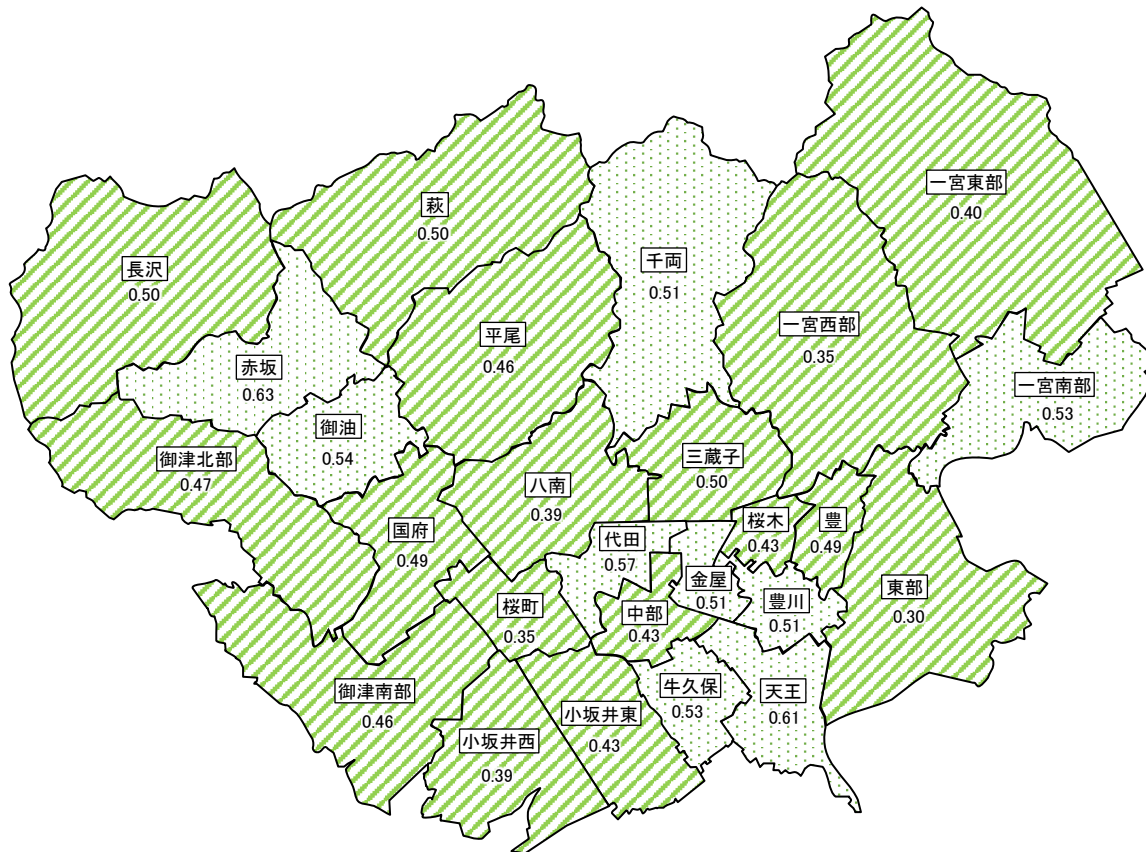 一宮東部
0.40
萩
0.50
千両
0.51
長沢
0.50
一宮西部
0.35
平尾
0.46
赤坂
0.63
一宮南部
0.53
御油
0.54
御津北部
0.47
三蔵子
0.50
八南
0.39
国府
0.49
桜木
0.43
豊
0.49
代田
0.57
金屋
0.51
東部
0.30
豊川
0.51
桜町
0.35
中部
0.43
御津南部
0.46
牛久保
0.53
天王
0.61
小坂井東
0.43
小坂井西
0.39